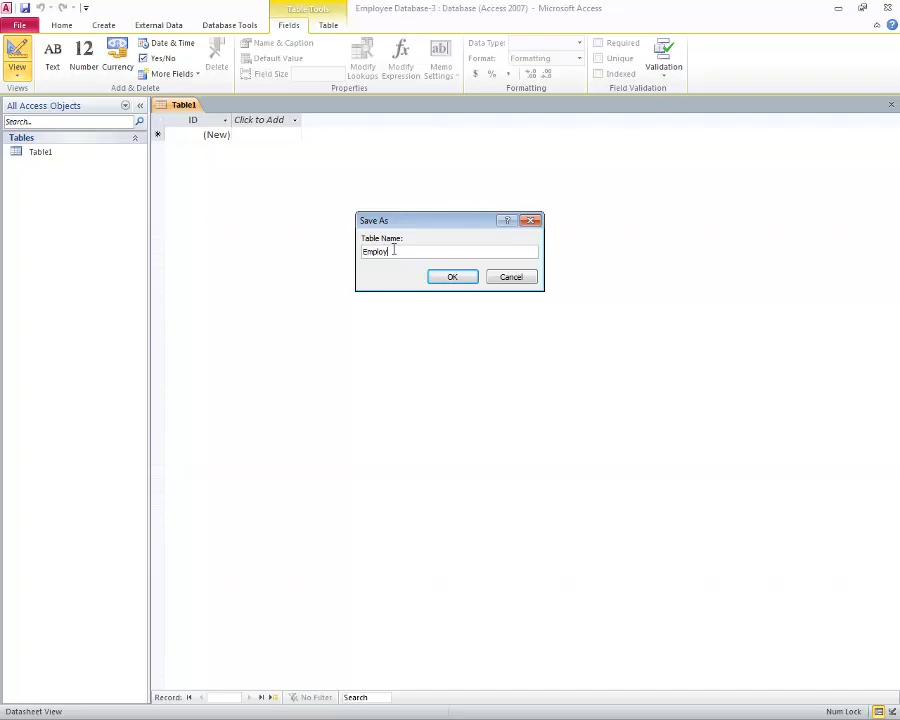 Table Tools
Employee Database-3 : Database (Access 2007) - Microsoft Access
File
Home
Create
External Data
Database Tools
Fields
Table
View
AB
Text
12
Number
Currency
Date & Time
Yes/No
More Fields
Delete
Name & Caption
Default Value
Field Size
Modify Lookups
Modify Expression
Memo Settings
Data Type:
Format:
Formatting
$ % ,
Required
Unique
Indexed
Validation
Views
Add & Delete
Properties
Formatting
Field Validation
All Access Objects
Search...
Tables
Table1
Table1
ID
Click to Add
(New)
Save As
Table Name:
Employ
OK
Cancel
Record:
No Filter
Search
Datasheet View
Num Lock